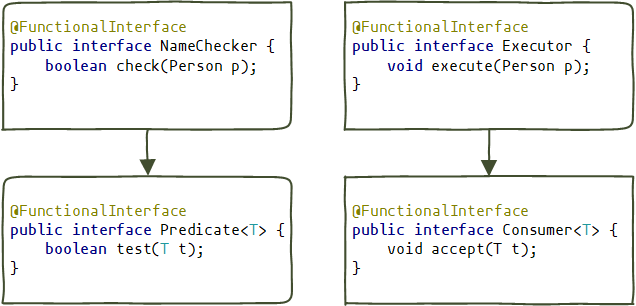 @FunctionalInterface
public interface NameChecker {
    boolean check(Person p);
}
@FunctionalInterface
public interface Executor {
    void execute(Person p);
}
@FunctionalInterface
public interface Predicate<T> {
    boolean test(T t);
}
@FunctionalInterface
public interface Consumer<T> {
    void accept(T t);
}